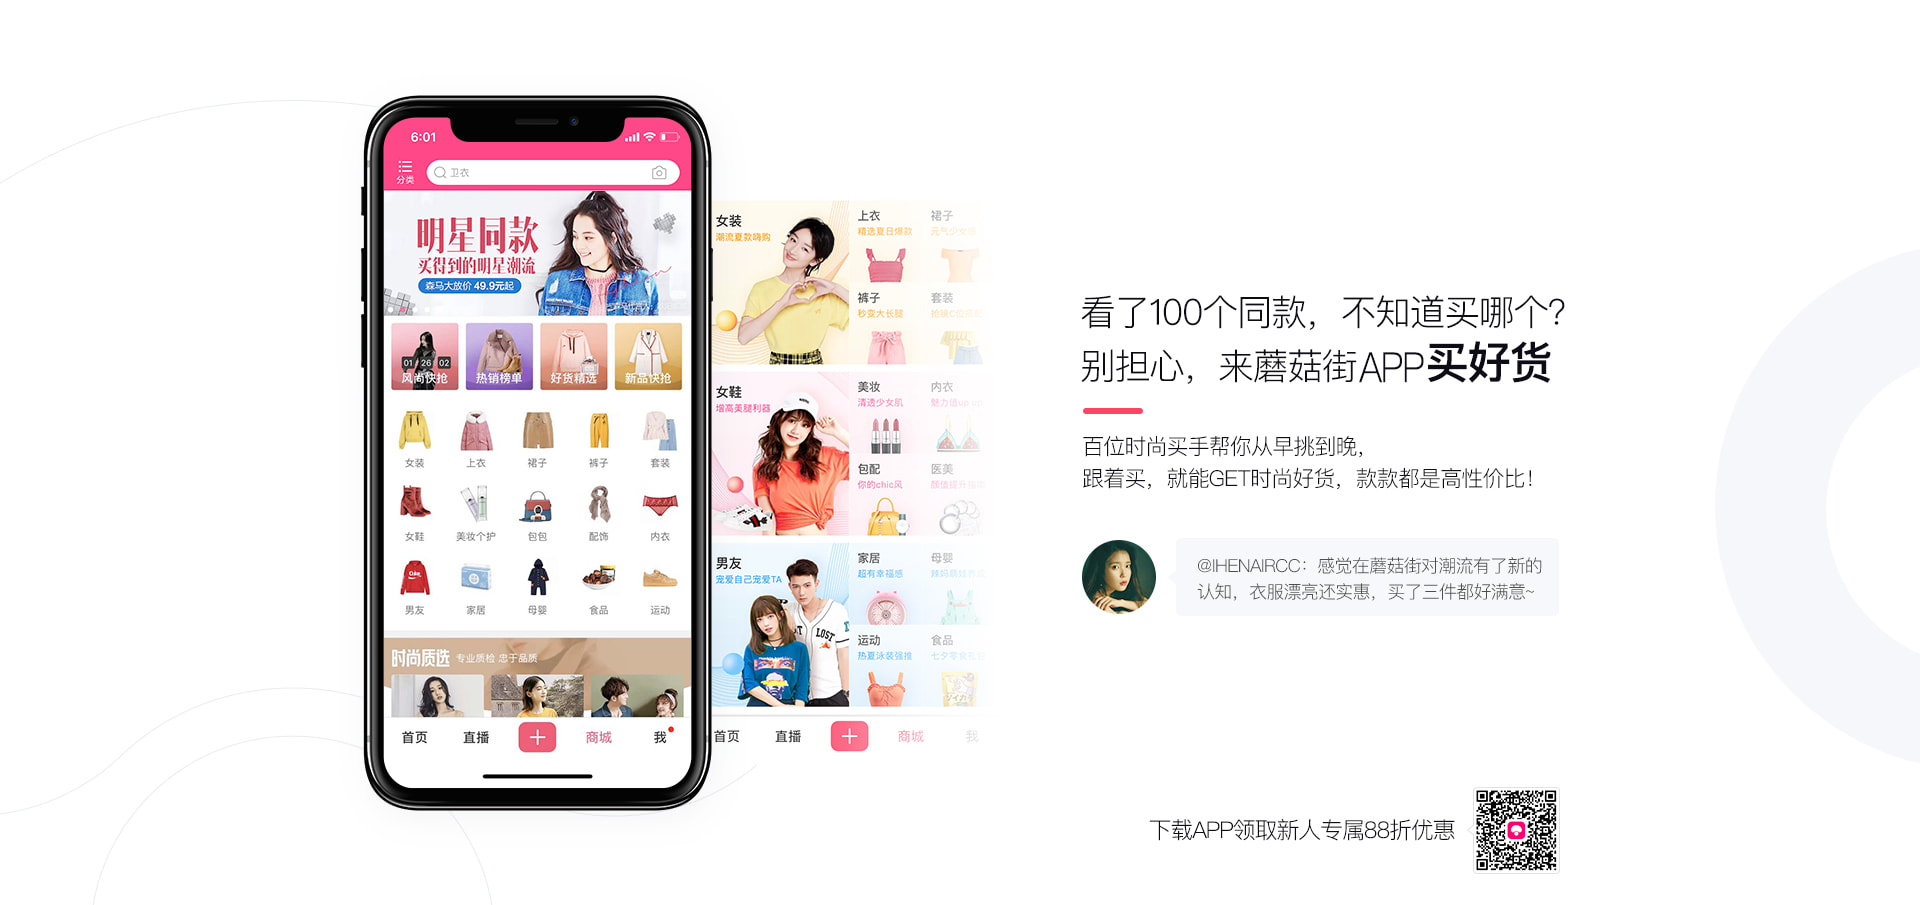 6:01
分类
卫衣
明星同款
买得到的明星潮流
森马大放价 49.9元起
01 26 02
风尚快抢
热销榜单
好货精选
新品快抢
女装
上衣
裙子
裤子
套装
女鞋
美妆个护
包包
配饰
内衣
男友
家居
母婴
食品
运动
时尚质选 专业质检 忠于品质
首页
直播
商城
我
女装
潮流夏款嗨购
上衣
精选夏日爆款
裙子
元气少女
裤子
秒变大长腿
套装
女鞋
增高美腿利器
美妆
清透少女肌
内衣
魅力值up up
包配
你的chic风
医美
男友
宠爱自己宠爱TA
家居
超有幸福感
母婴
运动
热夏泳装强推
食品
首页
直播
商城
我
看了100个同款，不知道买哪个？
别担心，来蘑菇街APP买好货
百位时尚买手帮你从早挑到晚，
跟着买，就能GET时尚好货，款款都是高性价比！
@IHENAIRCC：感觉在蘑菇街对潮流有了新的
认知，衣服漂亮还实惠，买了三件都好满意~
下载APP领取新人专属88折优惠